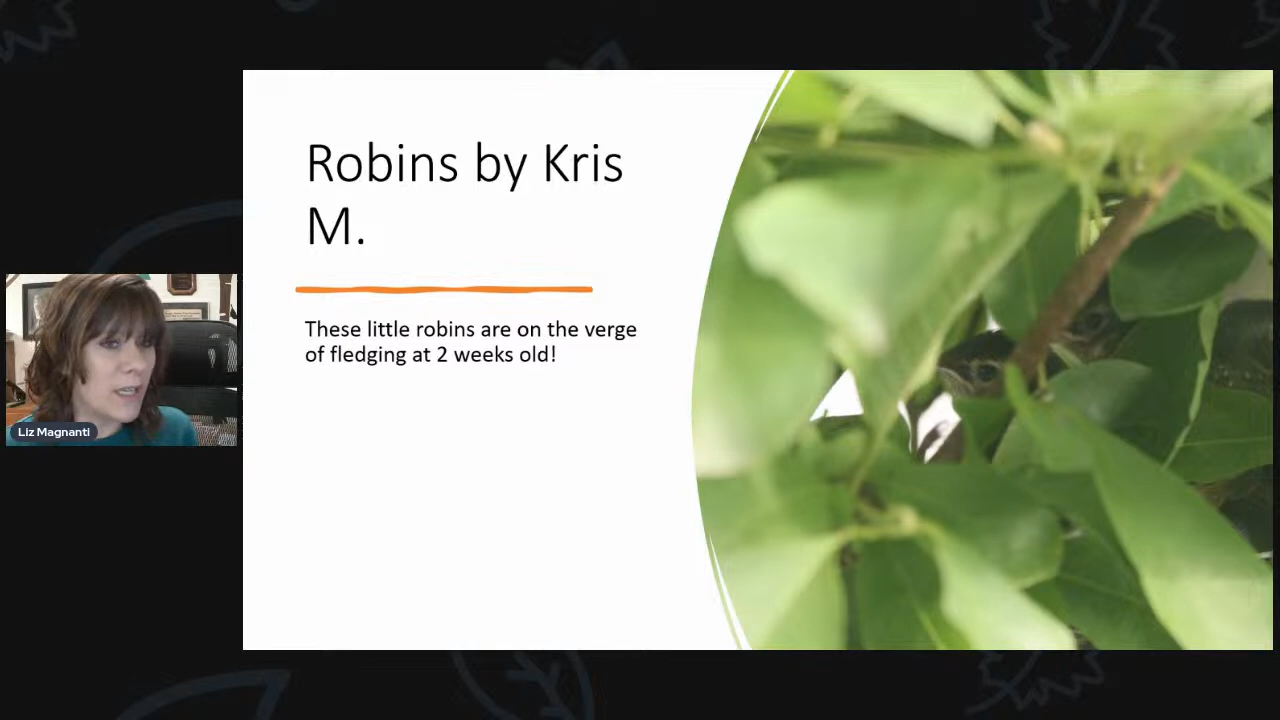 Robins by Kris
M.
These little robins are on the verge
of fledging at 2 weeks old!
Liz Magnanti